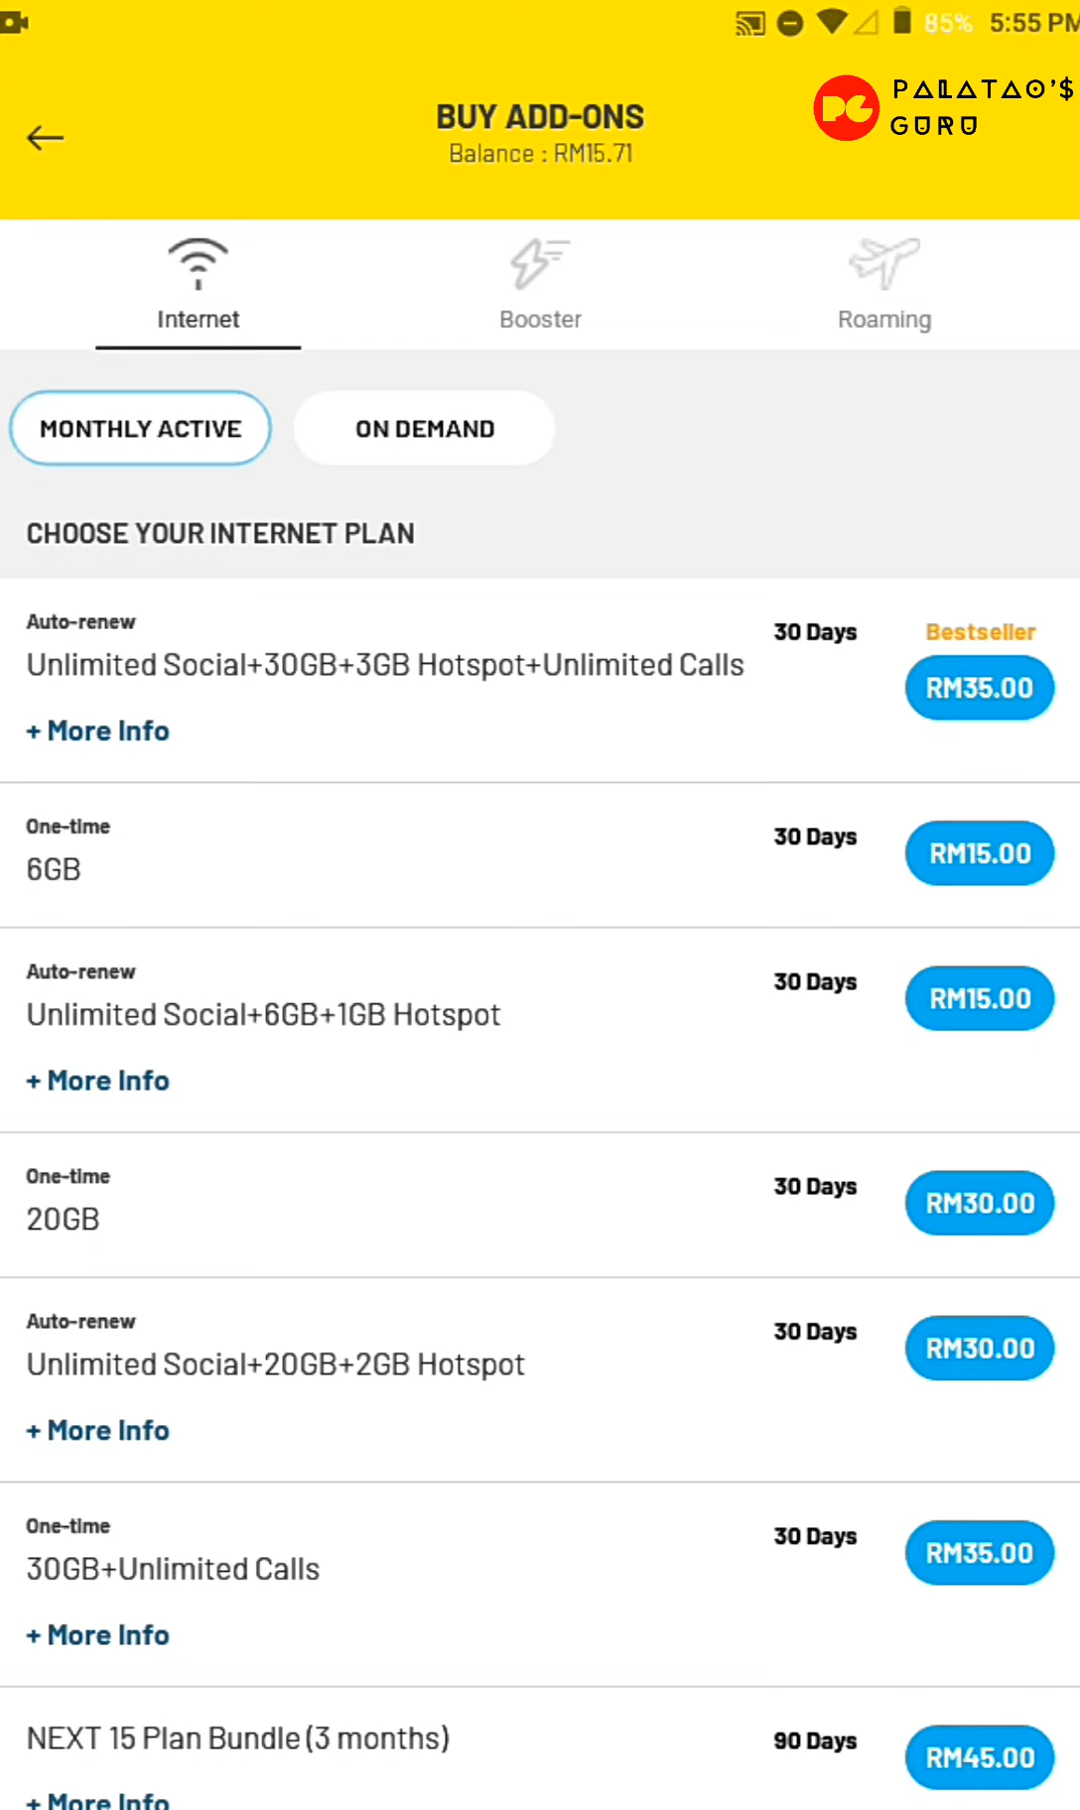 85% 5:55 PM
PALATAO'$
GURU
PG
BUY ADD-ONS
Balance : RM15.71
Internet
Booster
Roaming
MONTHLY ACTIVE
ON DEMAND
CHOOSE YOUR INTERNET PLAN
Auto-renew
30 Days
Bestseller
Unlimited Social+30GB+3GB Hotspot+Unlimited Calls
RM35.00
+ More Info
One-time
30 Days
RM15.00
6GB
Auto-renew
30 Days
RM15.00
Unlimited Social+6GB+1GB Hotspot
+ More Info
One-time
30 Days
RM30.00
20GB
Auto-renew
30 Days
RM30.00
Unlimited Social+20GB+2GB Hotspot
+ More Info
One-time
30 Days
RM35.00
30GB+Unlimited Calls
+ More Info
NEXT 15 Plan Bundle (3 months)
90 Days
RM45.00
+ More Info